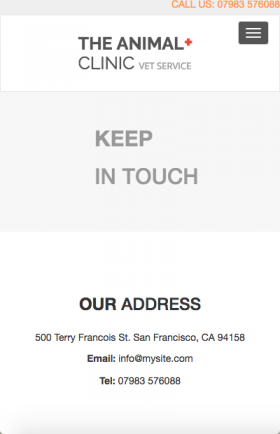 CALL US: 07983 576088
THE ANIMAL+
CLINIC VET SERVICE
KEEP
IN TOUCH
OUR ADDRESS
500 Terry Francois St. San Francisco, CA 94158
Email: info@mysite.com
Tel: 07983 576088